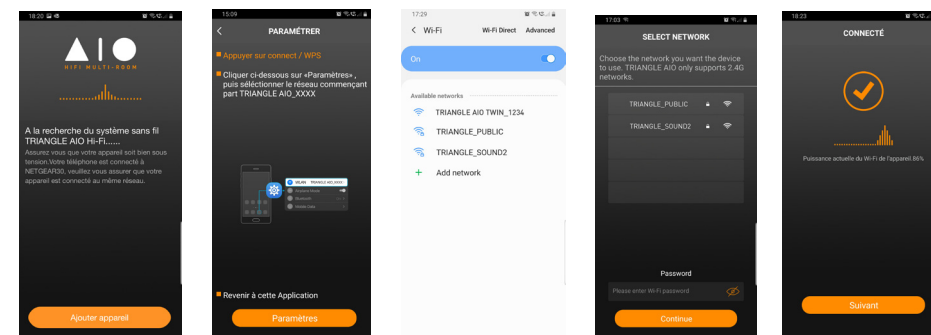 18:20
AIO
HIFI MULTI-ROOM
A la recherche du système sans fil
TRIANGLE AIO Hi-Fi......
Assurez vous que votre appareil soit bien sous
tension.Votre téléphone est connecté à
NETGEAR30, veuillez vous assurer que votre
appareil est connecté au même réseau.
Ajouter appareil
15:09
PARAMÉTRER
Appuyer sur connect / WPS
Cliquer ci-dessous sur «Paramètres» ,
puis séléctionner le réseau commençant
part TRIANGLE AIO_XXXX
WLAN TRIANGLE AIO_XXXX
Airplane Mode
Bluetooth
Mobile Data
Revenir à cette Application
Paramètres
17:29
Wi-Fi
Wi-Fi Direct
Advanced
On
Available networks
TRIANGLE AIO TWIN_1234
TRIANGLE_PUBLIC
TRIANGLE_SOUND2
+ Add network
17:03
SELECT NETWORK
Choose the network you want the device
to use. TRIANGLE AIO only supports 2.4G
networks.
TRIANGLE_PUBLIC
TRIANGLE_SOUND2
Password
Please enter Wi-Fi password
Continue
18:23
CONNECTÉ
Puissance actuelle du Wi-Fi de l'appareil.86%
Suivant